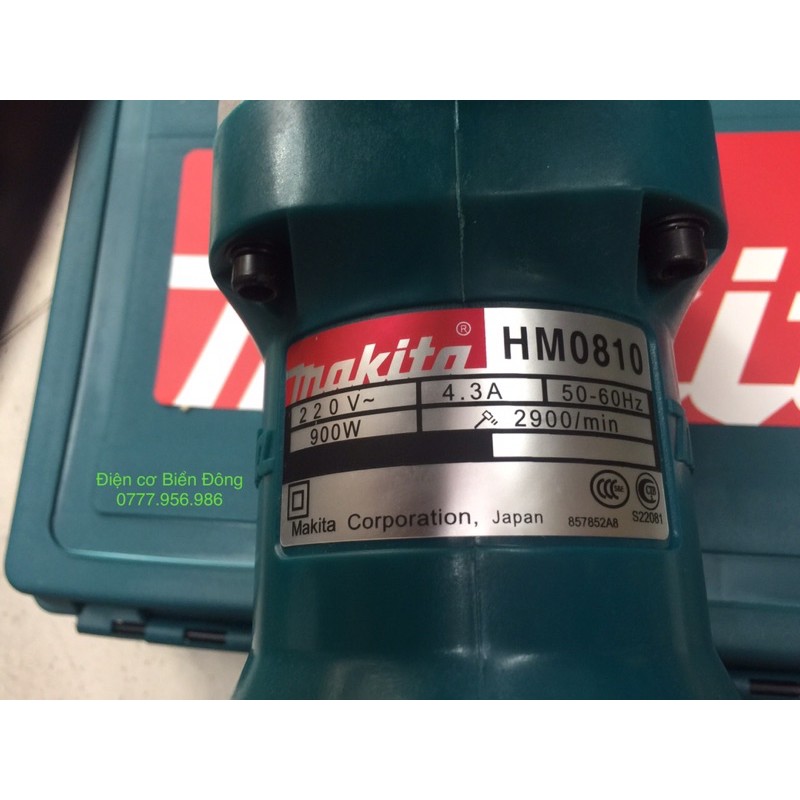 makita ® HM0810
220V~ 4.3A 50-60Hz
900W 2900/min
Makita Corporation, Japan 857852A8 S22081
Điện cơ Biển Đông
0777.956.986